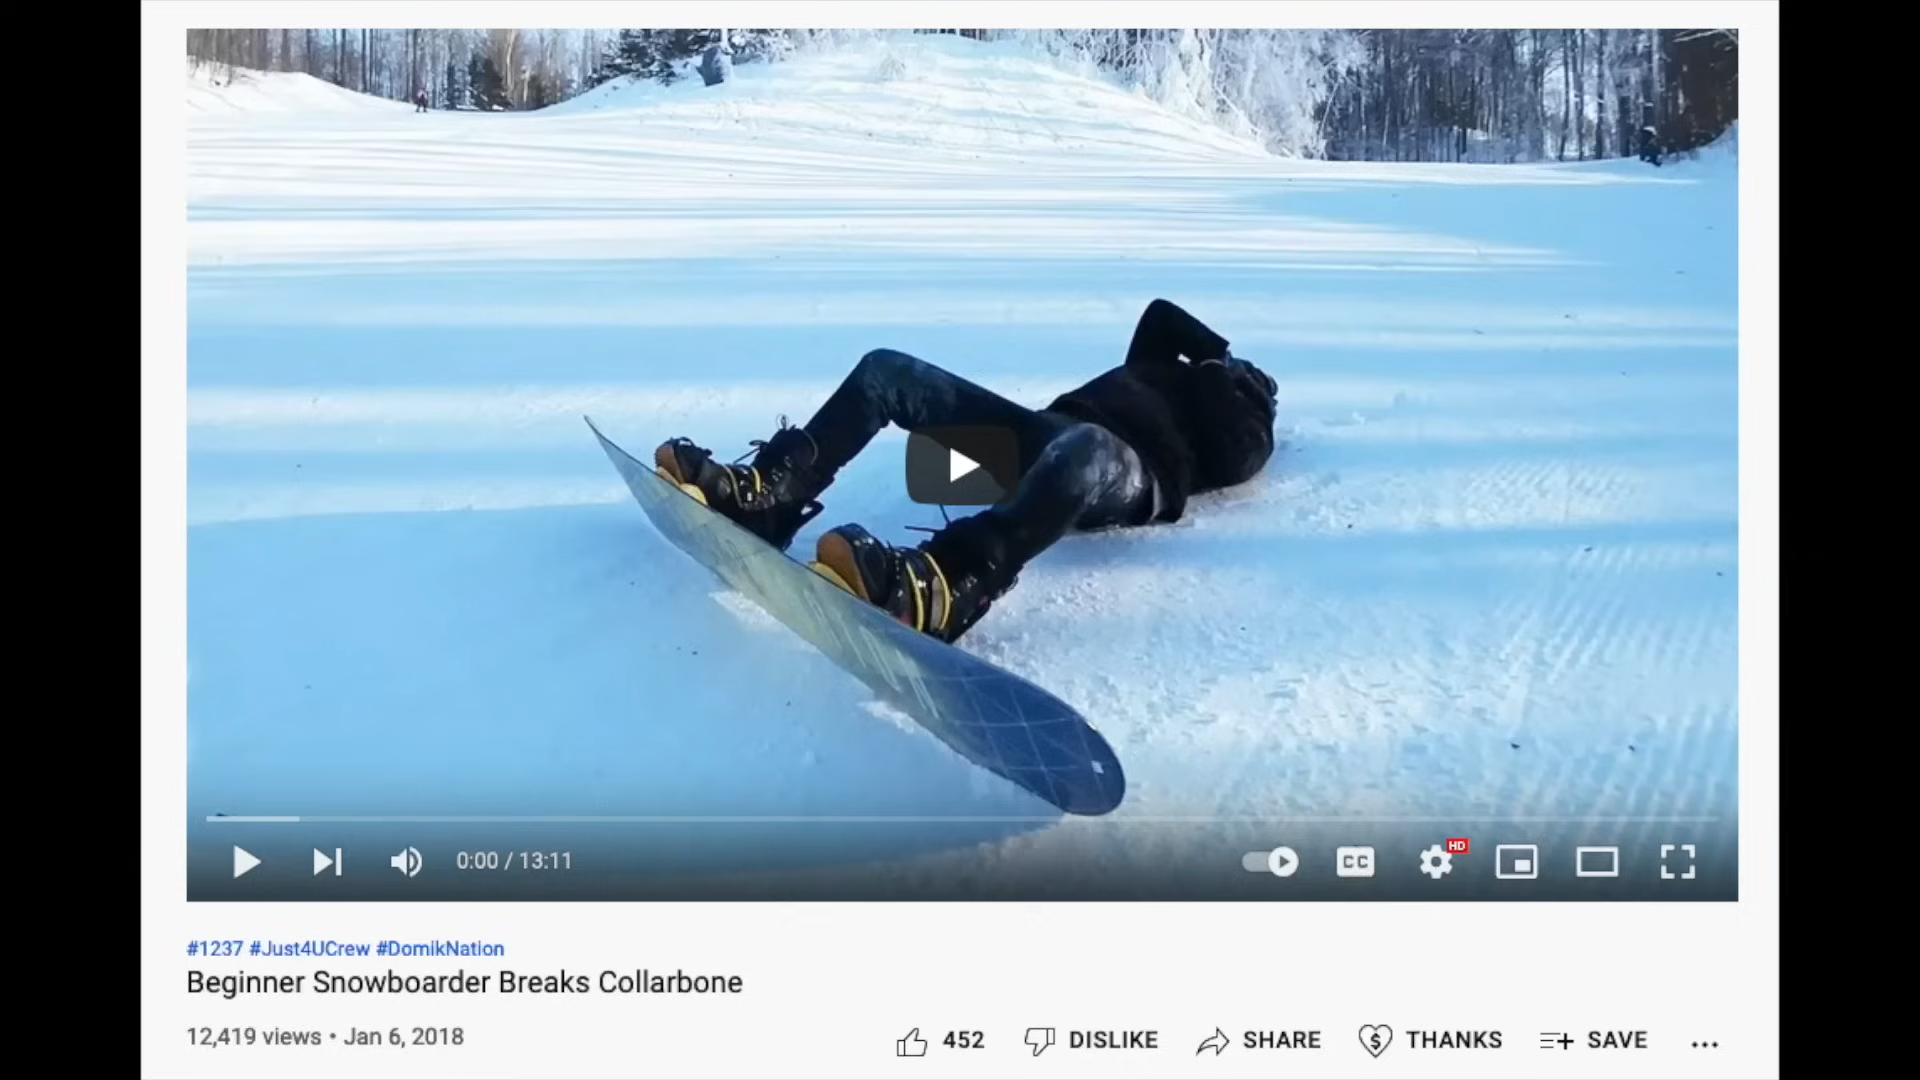 0:00 / 13:11
CC
HD
#1237 #Just4UCrew #DomikNation
Beginner Snowboarder Breaks Collarbone
12,419 views • Jan 6, 2018
452 DISLIKE SHARE THANKS SAVE ...